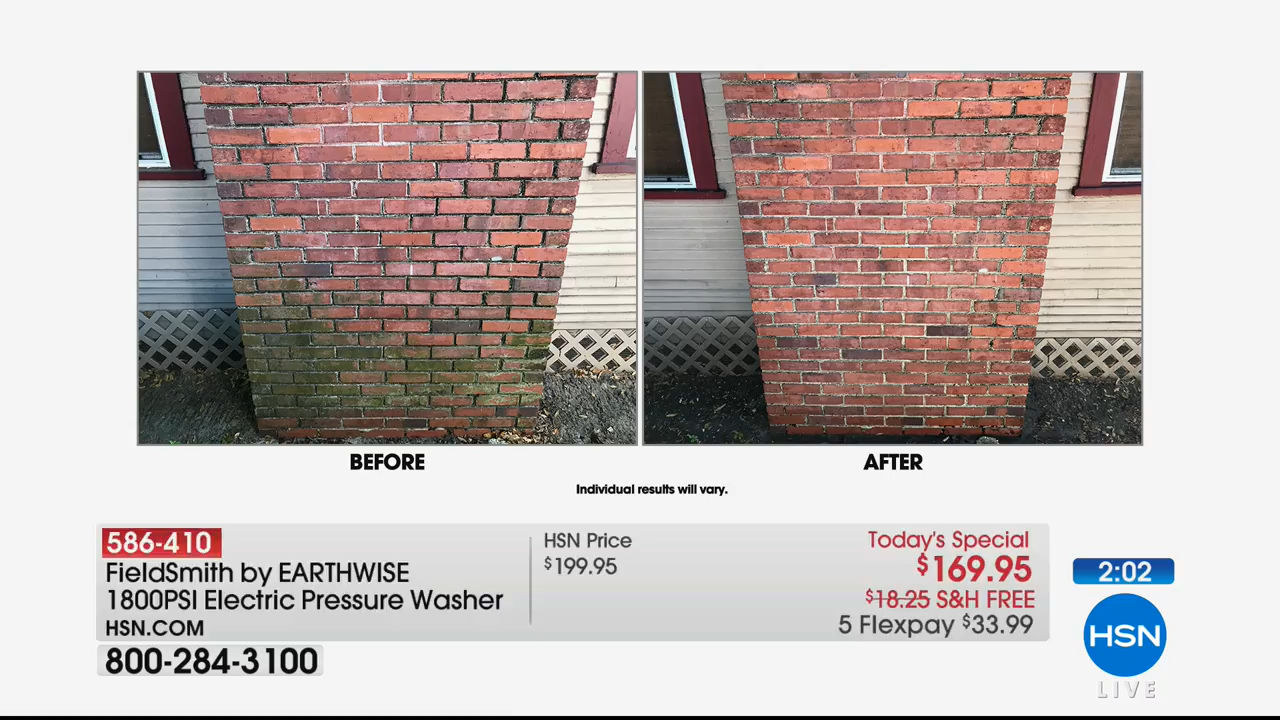 BEFORE
AFTER
Individual results will vary.
586-410
FieldSmith by EARTHWISE
1800PSI Electric Pressure Washer
HSN.COM
800-284-3100
HSN Price
$199.95
Today's Special
$169.95
$18.25 S&H FREE
5 Flexpay $33.99
2:02
HSN
LIVE